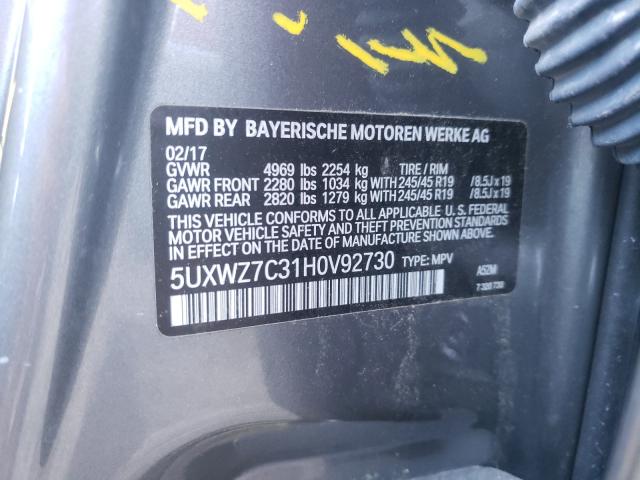 MFD BY BAYERISCHE MOTOREN WERKE AG
02/17
GVWR 4969 lbs 2254 kg TIRE / RIM
GAWR FRONT 2280 lbs 1034 kg WITH 245/45 R19 /8.5J x 19
GAWR REAR 2820 lbs 1279 kg WITH 245/45 R19 /8.5J x 19
THIS VEHICLE CONFORMS TO ALL APPLICABLE U.S. FEDERAL
MOTOR VEHICLE SAFETY AND THEFT PREVENTION STANDARDS
IN EFFECT ON THE DATE OF MANUFACTURE SHOWN ABOVE.
5UXWZ7C31H0V92730 TYPE: MPV
A52M